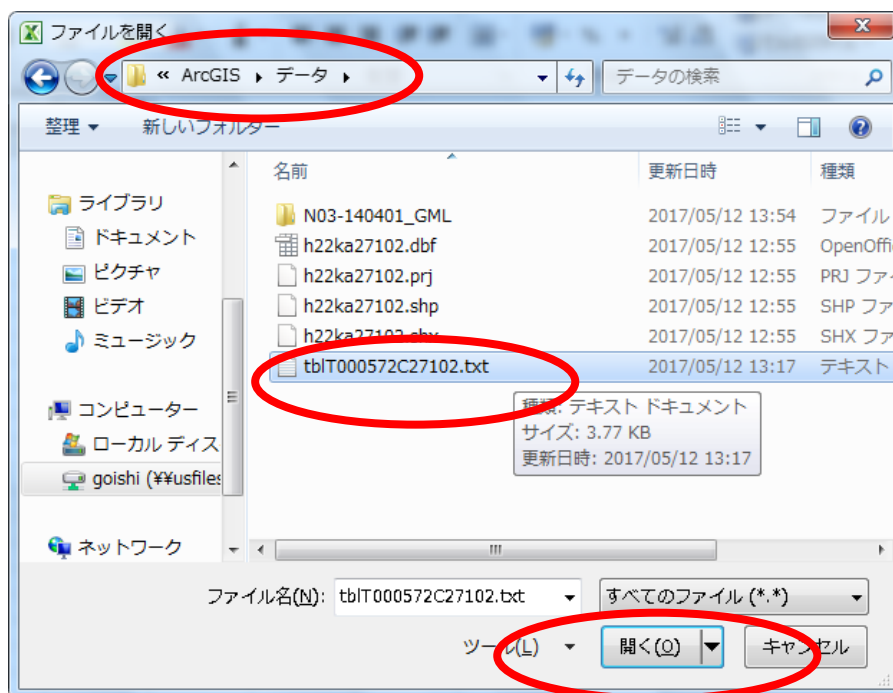 ファイルを開く
« ArcGIS ▸ データ ▸
データの検索
整理 ▼ 新しいフォルダー
名前 更新日時 種類
ライブラリ
ドキュメント
ピクチャ
ビデオ
ミュージック
コンピューター
ローカル ディス
goishi (¥¥usfiles
ネットワーク
N03-140401_GML 2017/05/12 13:54 ファイル
h22ka27102.dbf 2017/05/12 12:55 OpenOffi
h22ka27102.prj 2017/05/12 12:55 PRJ ファイ
h22ka27102.shp 2017/05/12 12:55 SHP ファ
h22ka27102.shx 2017/05/12 12:55 SHX ファ
tblT000572C27102.txt 2017/05/12 13:17 テキスト
種類: テキスト ドキュメント
サイズ: 3.77 KB
更新日時: 2017/05/12 13:17
ファイル名(N): tblT000572C27102.txt すべてのファイル (*.*)
ツール(L) 開く(O) キャンセル